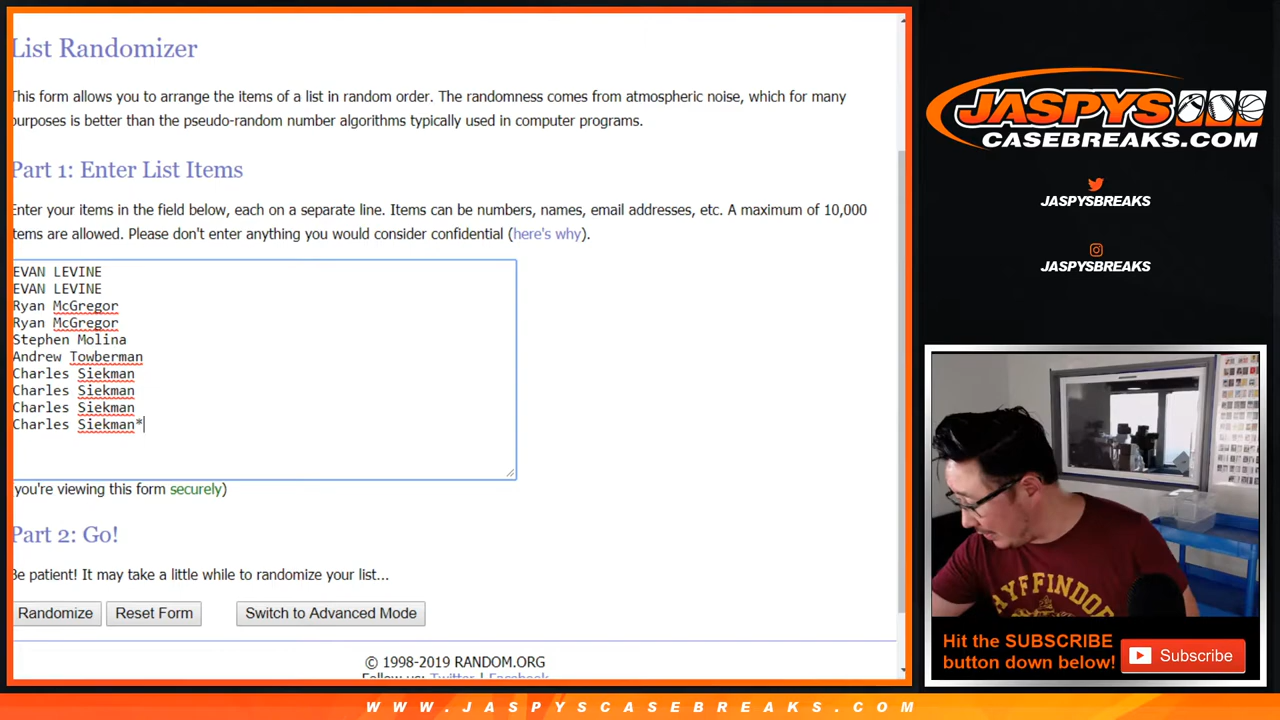 List Randomizer
This form allows you to arrange the items of a list in random order. The randomness comes from atmospheric noise, which for many
purposes is better than the pseudo-random number algorithms typically used in computer programs.
Part 1: Enter List Items
Enter your items in the field below, each on a separate line. Items can be numbers, names, email addresses, etc. A maximum of 10,000
items are allowed. Please don't enter anything you would consider confidential (here's why).
EVAN LEVINE
EVAN LEVINE
Ryan McGregor
Ryan McGregor
Stephen Molina
Andrew Towberman
Charles Siekman
Charles Siekman
Charles Siekman
Charles Siekman*
you're viewing this form securely)
Part 2: Go!
Be patient! It may take a little while to randomize your list...
Randomize
Reset Form
Switch to Advanced Mode
© 1998-2019 RANDOM.ORG
Follow us: Twitter | Facebook
JASPYS
CASEBREAKS.COM
JASPYSBREAKS
JASPYSBREAKS
AYFFINDOR
Hit the SUBSCRIBE
button down below!
Subscribe
WWW.JASPYSCASEBREAKS.COM